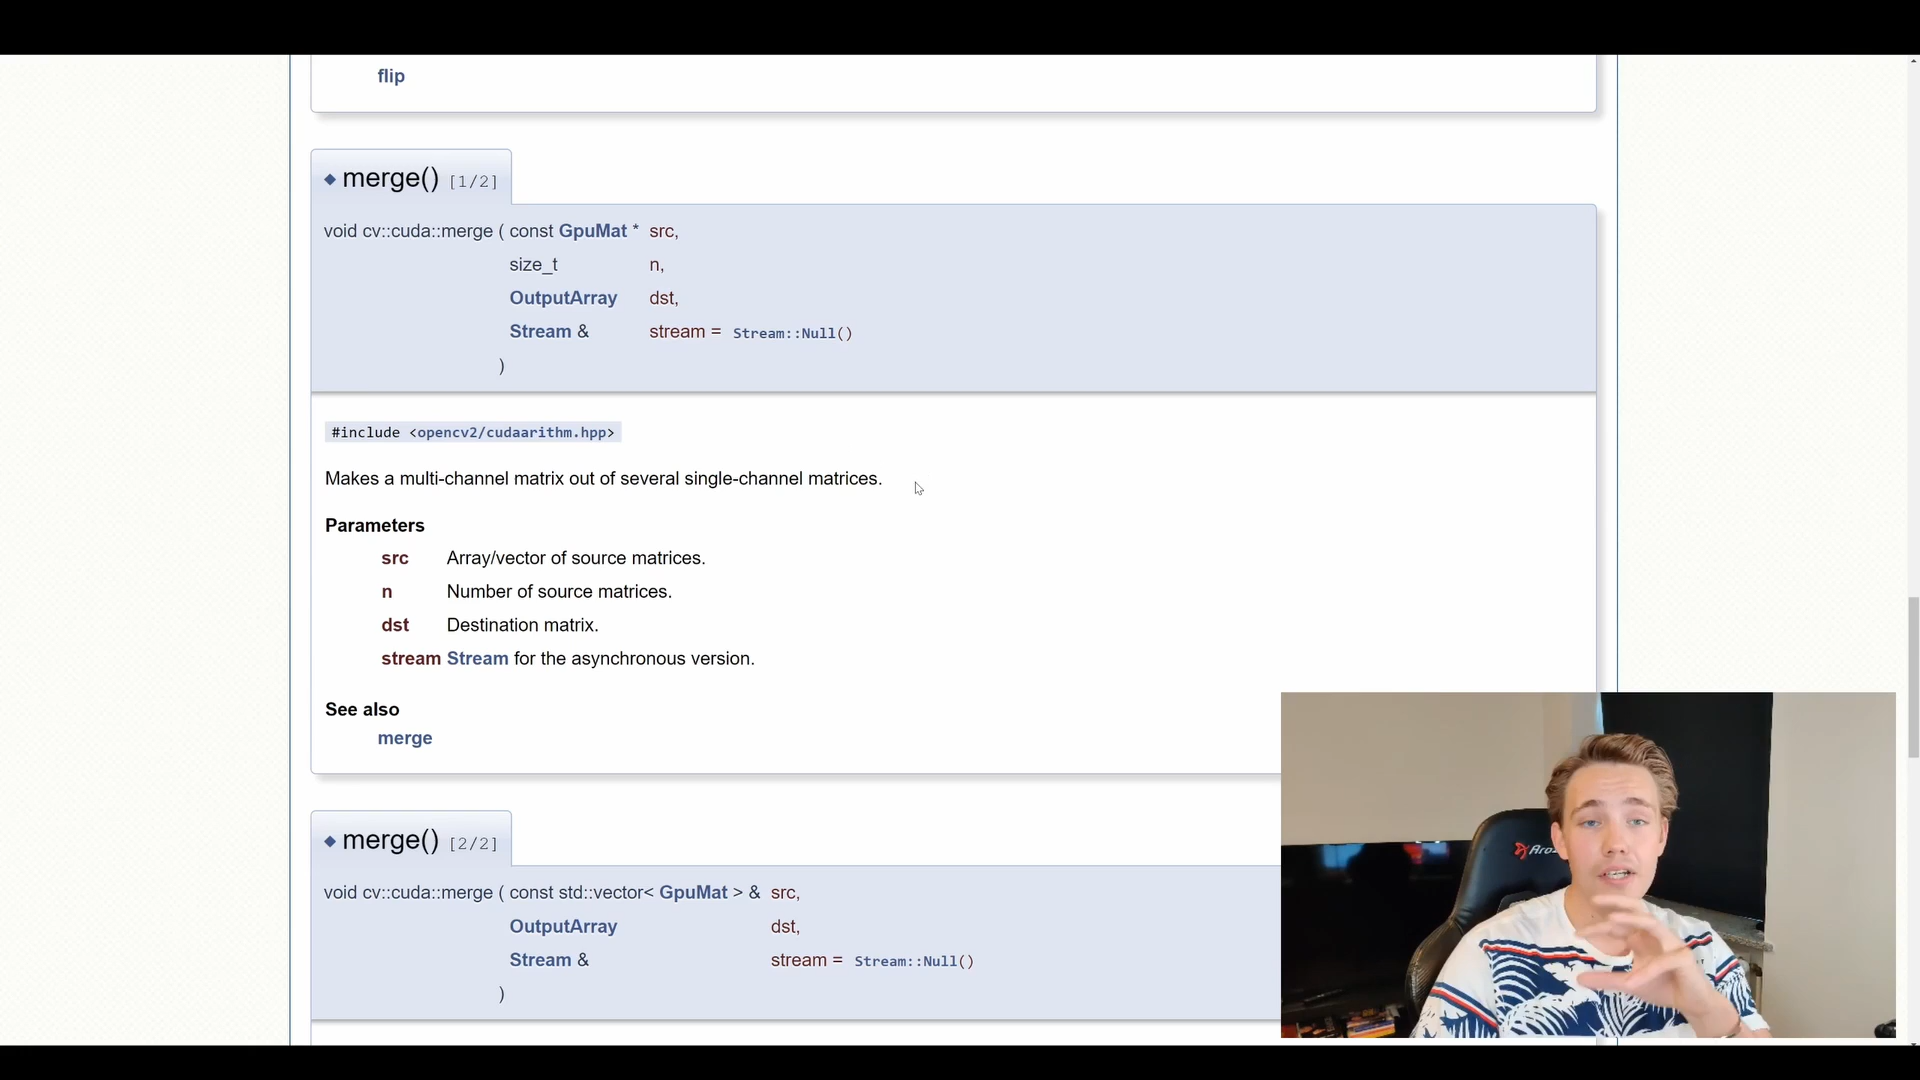 flip
◆ merge() [1/2]
void cv::cuda::merge ( const GpuMat * src,
size_t n,
OutputArray dst,
Stream & stream = Stream::Null()
)
#include <opencv2/cudaarithm.hpp>
Makes a multi-channel matrix out of several single-channel matrices.
Parameters
src Array/vector of source matrices.
n Number of source matrices.
dst Destination matrix.
stream Stream for the asynchronous version.
See also
merge
◆ merge() [2/2]
void cv::cuda::merge ( const std::vector< GpuMat > & src,
OutputArray dst,
Stream & stream = Stream::Null()
)